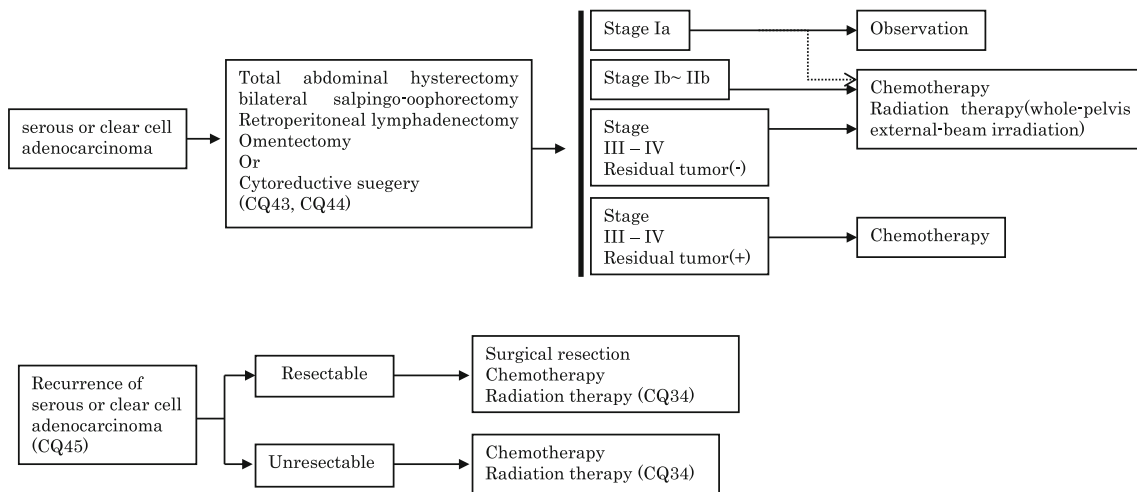 serous or clear cell
adenocarcinoma
Total abdominal hysterectomy
bilateral salpingo-oophorectomy
Retroperitoneal lymphadenectomy
Omentectomy
Or
Cytoreductive suegery
(CQ43, CQ44)
Stage Ia
Observation
Stage Ib~ IIb
Chemotherapy
Radiation therapy(whole-pelvis
external-beam irradiation)
Stage
III – IV
Residual tumor(-)
Stage
III – IV
Residual tumor(+)
Chemotherapy
Recurrence of
serous or clear cell
adenocarcinoma
(CQ45)
Resectable
Surgical resection
Chemotherapy
Radiation therapy (CQ34)
Unresectable
Chemotherapy
Radiation therapy (CQ34)